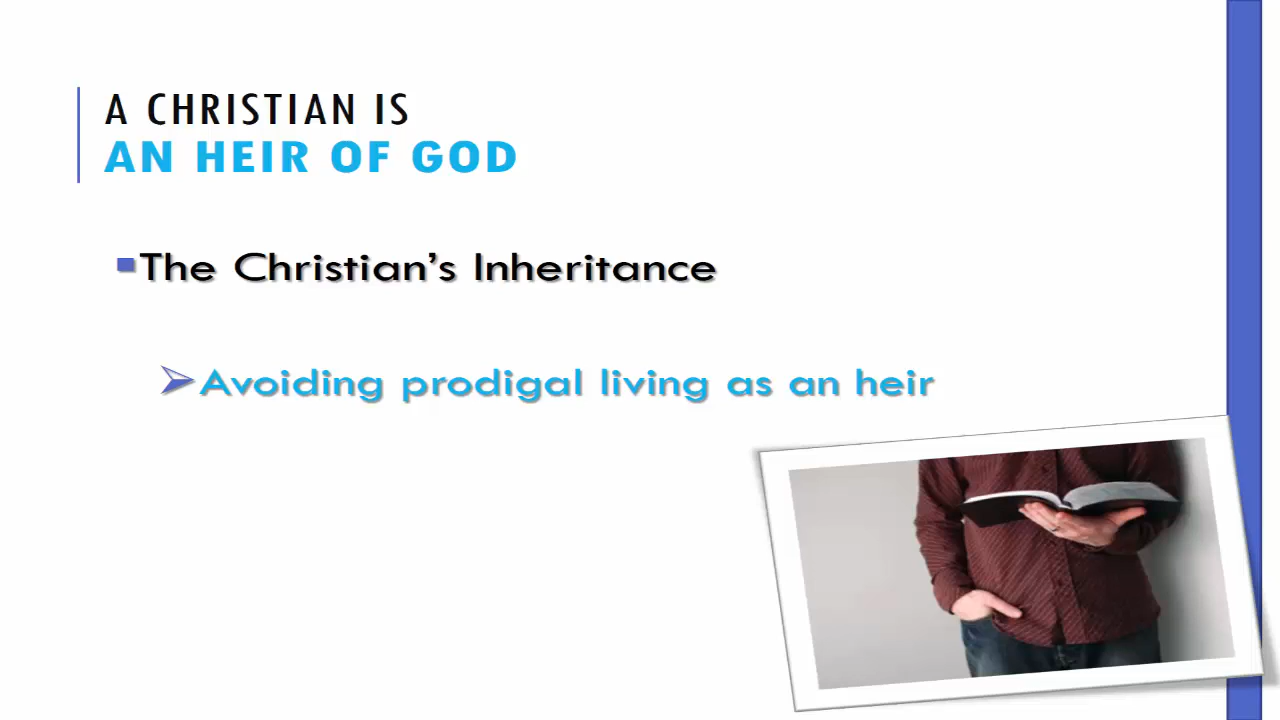 A CHRISTIAN IS
AN HEIR OF GOD
The Christian’s Inheritance
Avoiding prodigal living as an heir